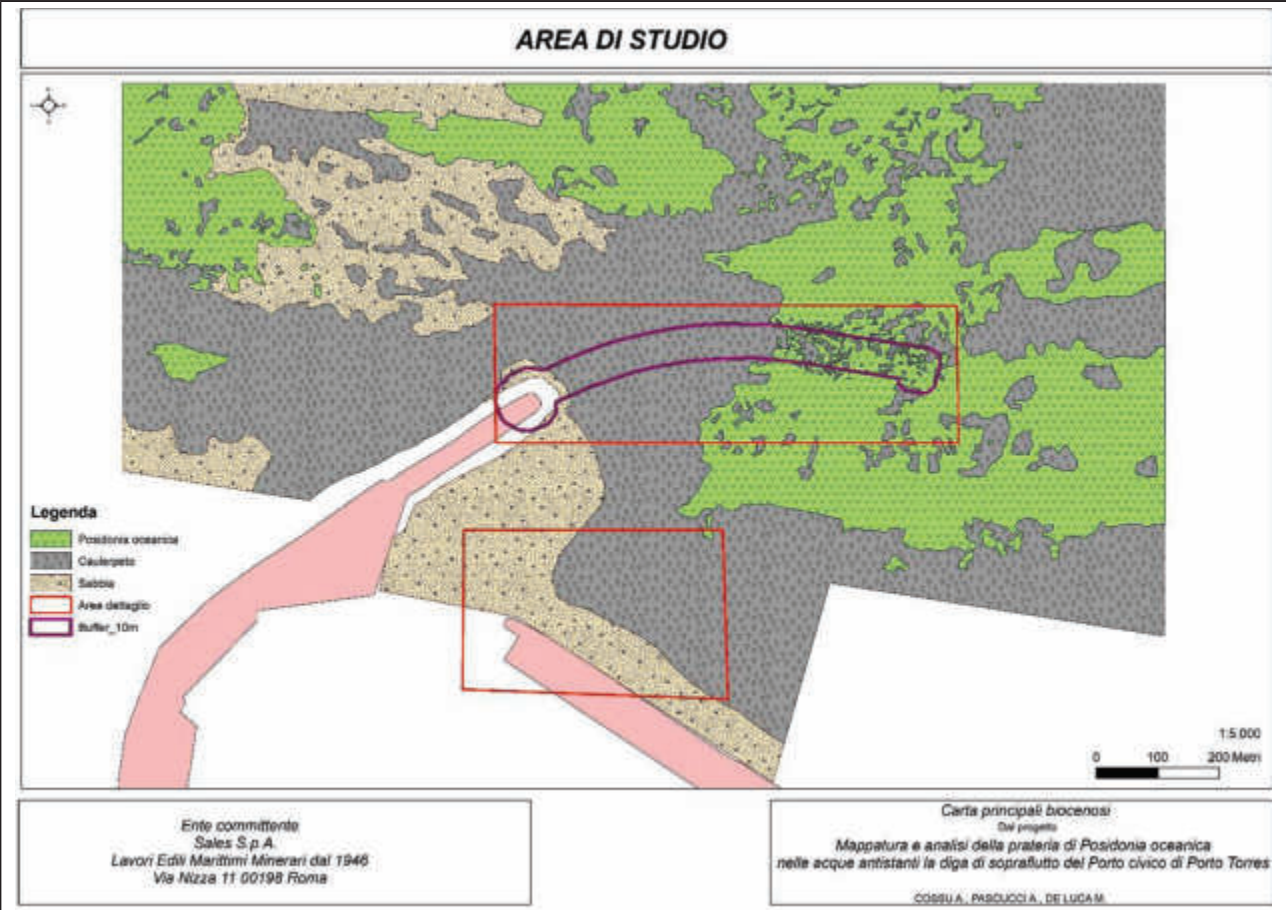 AREA DI STUDIO
Legenda
Posidonia oceanica
Caulerpeto
Sabbia
Area dettaglio
Buffer_10m
1:5.000
0 100 200 Metri
Ente committente
Sales S.p.A.
Lavori Edili Marittimi Minerari dal 1946
Via Nizza 11 00198 Roma
Carta principali biocenosi
Dal progetto
Mappatura e analisi della prateria di Posidonia oceanica
nelle acque antistanti la diga di sopraflutto del Porto civico di Porto Torres
COSSU A., PASCUCCI A., DE LUCA M.